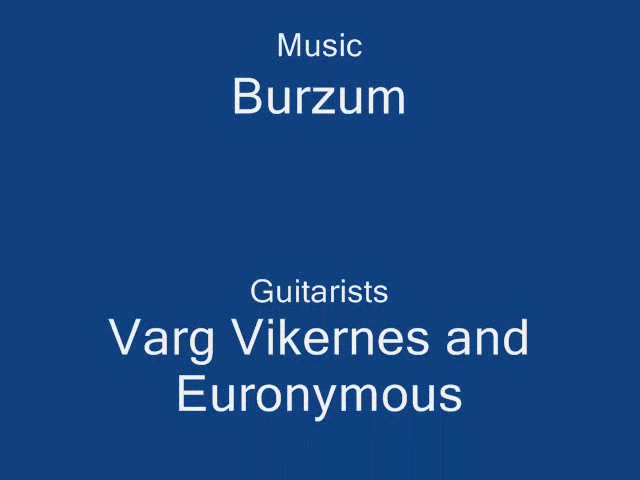 Music
Burzum
Guitarists
Varg Vikernes and
Euronymous